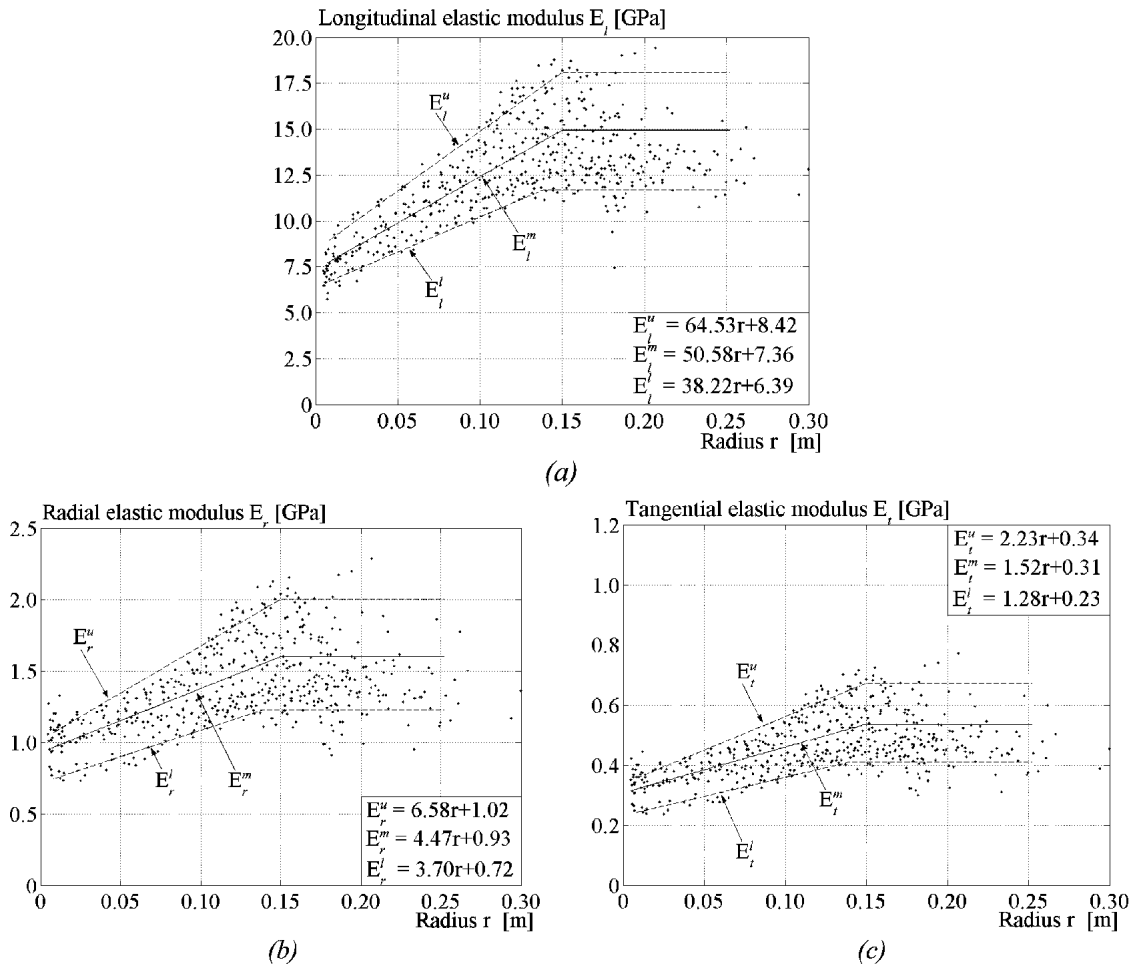 Longitudinal elastic modulus E_l [GPa]
20.0
17.5
15.0
12.5
10.0
7.5
5.0
2.5
0
E_l^u
E_l^m
E_l^l
E_l^u = 64.53r+8.42
E_l^m = 50.58r+7.36
E_l^l = 38.22r+6.39
0 0.05 0.10 0.15 0.20 0.25 0.30
Radius r [m]
(a)
Radial elastic modulus E_r [GPa]
2.5
2.0
1.5
1.0
0.5
0
E_r^u
E_r^l
E_r^m
E_r^u = 6.58r+1.02
E_r^m = 4.47r+0.93
E_r^l = 3.70r+0.72
0 0.05 0.10 0.15 0.20 0.25 0.30
Radius r [m]
(b)
Tangential elastic modulus E_t [GPa]
1.2
1.0
0.8
0.6
0.4
0.2
0
E_t^u = 2.23r+0.34
E_t^m = 1.52r+0.31
E_t^l = 1.28r+0.23
E_t^u
E_t^m
E_t^l
0 0.05 0.10 0.15 0.20 0.25 0.30
Radius r [m]
(c)